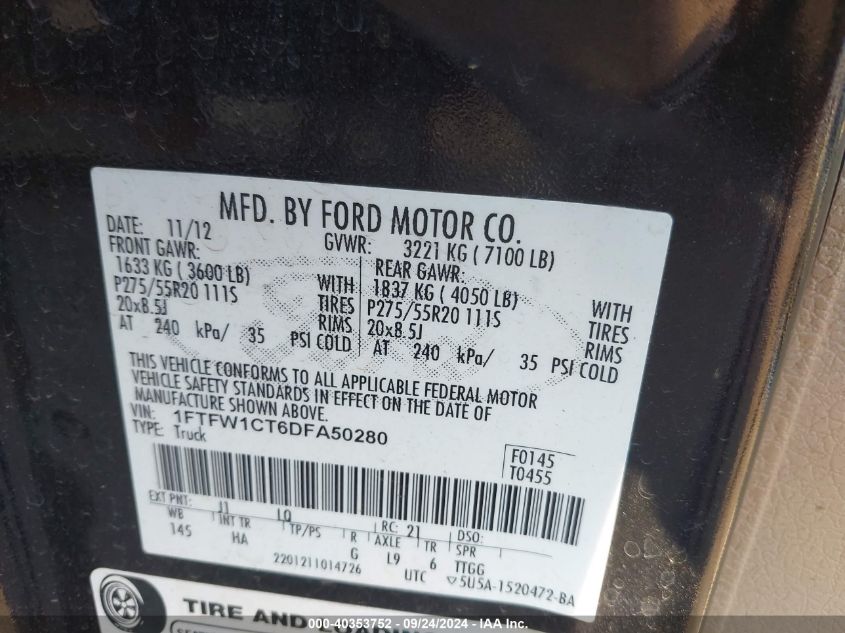 MFD. BY FORD MOTOR CO.
DATE: 11/12 GVWR: 3221 KG ( 7100 LB)
FRONT GAWR: REAR GAWR:
1633 KG ( 3600 LB) WITH 1837 KG ( 4050 LB) WITH
P275/55R20 111S TIRES P275/55R20 111S TIRES
20x8.5J RIMS 20x8.5J RIMS
AT 240 kPa/ 35 PSI COLD AT 240 kPa/ 35 PSI COLD
THIS VEHICLE CONFORMS TO ALL APPLICABLE FEDERAL MOTOR
VEHICLE SAFETY STANDARDS IN EFFECT ON THE DATE OF
MANUFACTURE SHOWN ABOVE.
VIN: 1FTFW1CT6DFA50280
TYPE: Truck
F0145
T0455
EXT PNT: J1 LQ RC: 21 DSO:
WB INT TR TP/PS R AXLE TR SPR
145 HA G L9 6 TTGG
2201211014726 UTC ▽5U5A-1520472-BA
TIRE AND LOADIN
000-40353752 - 09/24/2024 - www.iaai.com